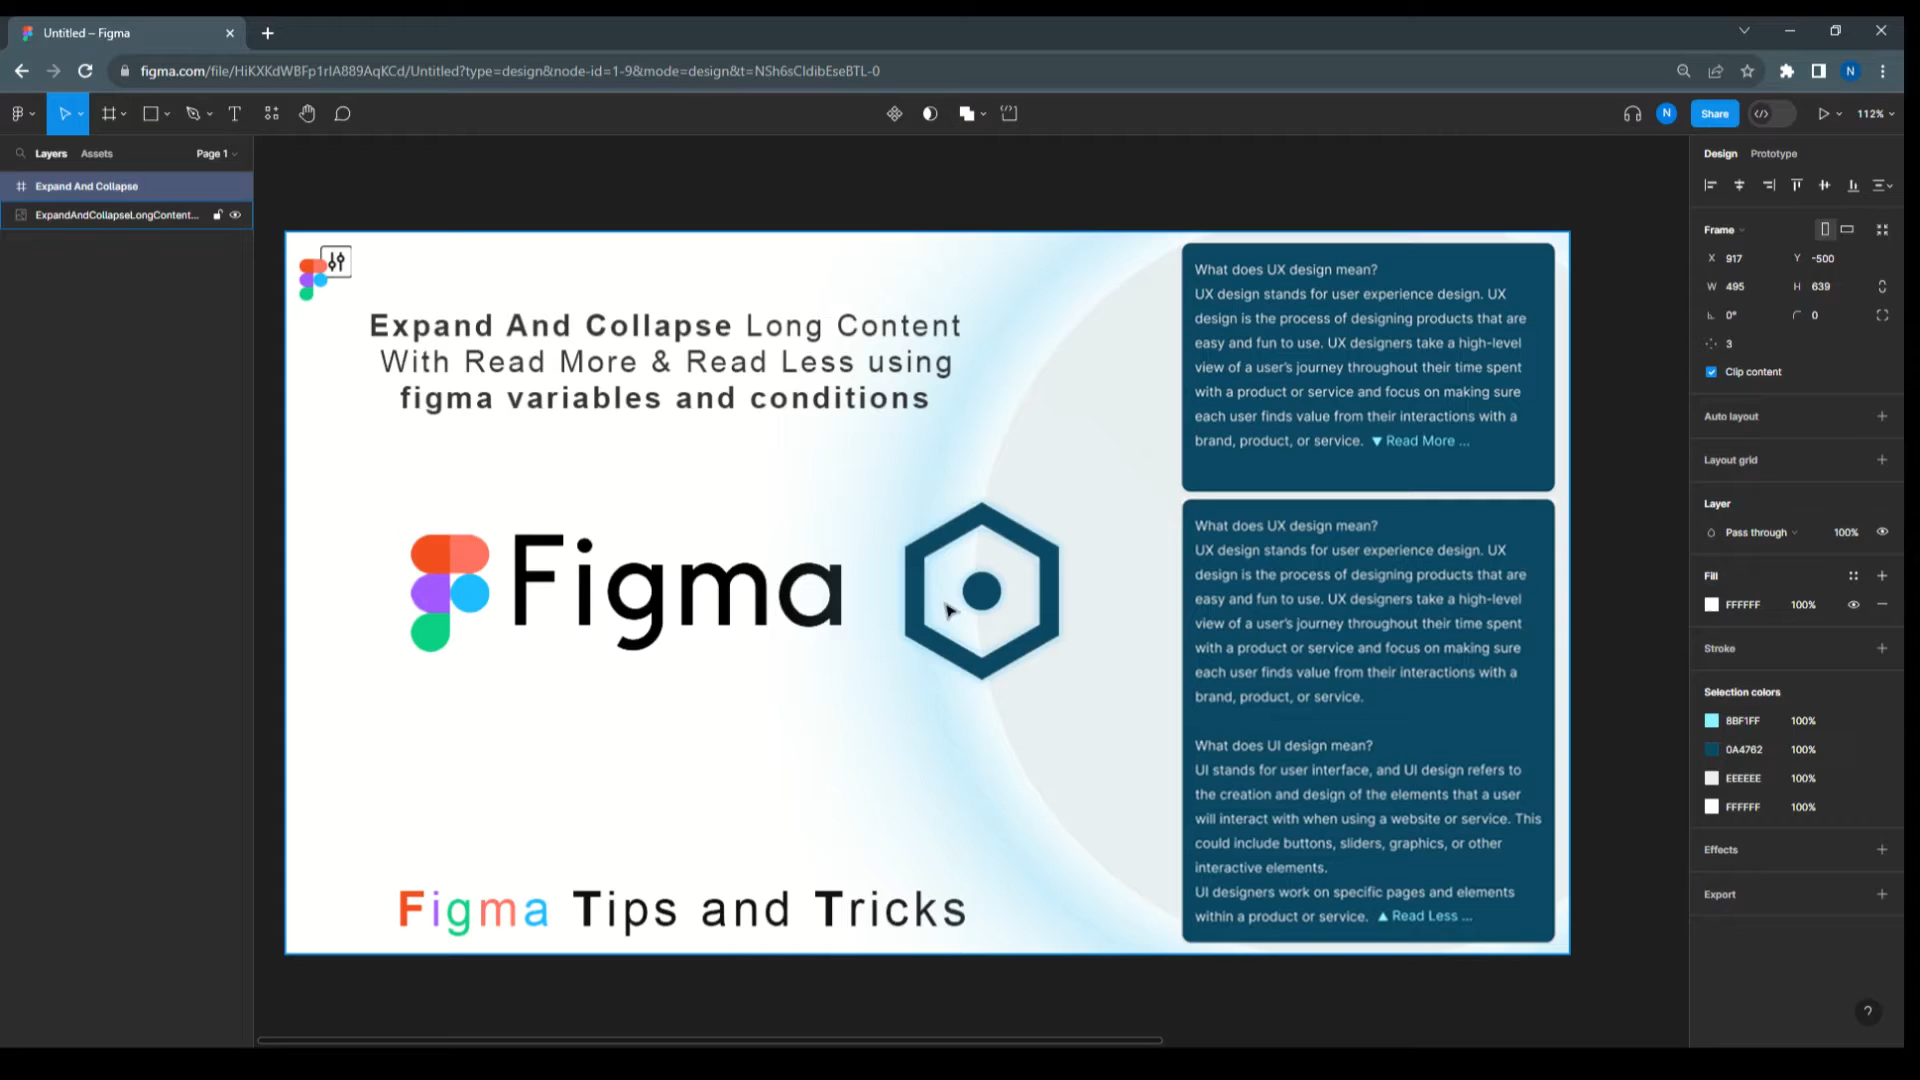 Untitled – Figma
figma.com/file/HiKXKdWBFp1rIA889AqKCd/Untitled?type=design&node-id=1-9&mode=design&t=NSh6sCIdibEseBTL-0
N
N
Share
112%
Layers
Assets
Page 1
Expand And Collapse
ExpandAndCollapseLongContent...
Expand And Collapse Long Content
With Read More & Read Less using
figma variables and conditions
Figma
Figma Tips and Tricks
What does UX design mean?
UX design stands for user experience design. UX
design is the process of designing products that are
easy and fun to use. UX designers take a high-level
view of a user's journey throughout their time spent
with a product or service and focus on making sure
each user finds value from their interactions with a
brand, product, or service. ▼ Read More ...
What does UX design mean?
UX design stands for user experience design. UX
design is the process of designing products that are
easy and fun to use. UX designers take a high-level
view of a user's journey throughout their time spent
with a product or service and focus on making sure
each user finds value from their interactions with a
brand, product, or service.
What does UI design mean?
UI stands for user interface, and UI design refers to
the creation and design of the elements that a user
will interact with when using a website or service. This
could include buttons, sliders, graphics, or other
interactive elements.
UI designers work on specific pages and elements
within a product or service. ▲ Read Less ...
Design
Prototype
Frame
X 917 Y -500
W 495 H 639
0° 0
3
Clip content
Auto layout
Layout grid
Layer
Pass through 100%
Fill
FFFFFF 100%
Stroke
Selection colors
8BF1FF 100%
0A4762 100%
EEEEEE 100%
FFFFFF 100%
Effects
Export
?